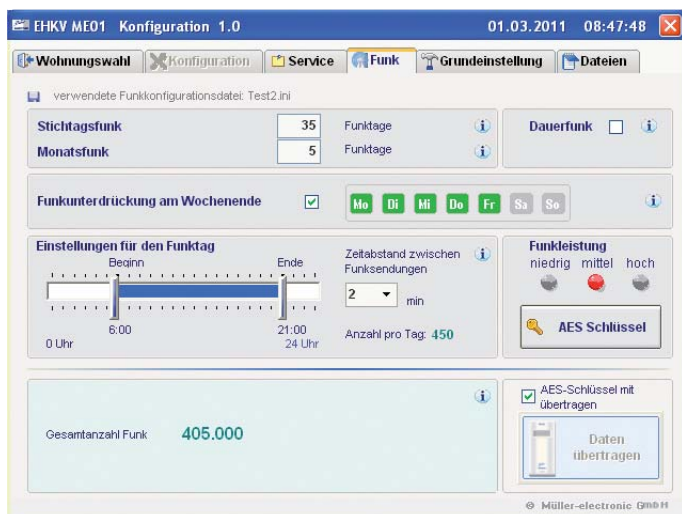 EHKV ME01 Konfiguration 1.0 01.03.2011 08:47:48
Wohnungswahl Konfiguration Service Funk Grundeinstellung Dateien
verwendete Funkkonfigurationsdatei: Test2.ini
Stichtagsfunk 35 Funktage Dauerfunk
Monatsfunk 5 Funktage
Funkunterdrückung am Wochenende Mo Di Mi Do Fr Sa So
Einstellungen für den Funktag
Beginn Ende
6:00 21:00
0 Uhr 24 Uhr
Zeitabstand zwischen
Funksendungen
2 min
Anzahl pro Tag: 450
Funkleistung
niedrig mittel hoch
AES Schlüssel
Gesamtanzahl Funk 405.000
AES-Schlüssel mit
übertragen
Daten
übertragen
© Müller-electronic GmbH